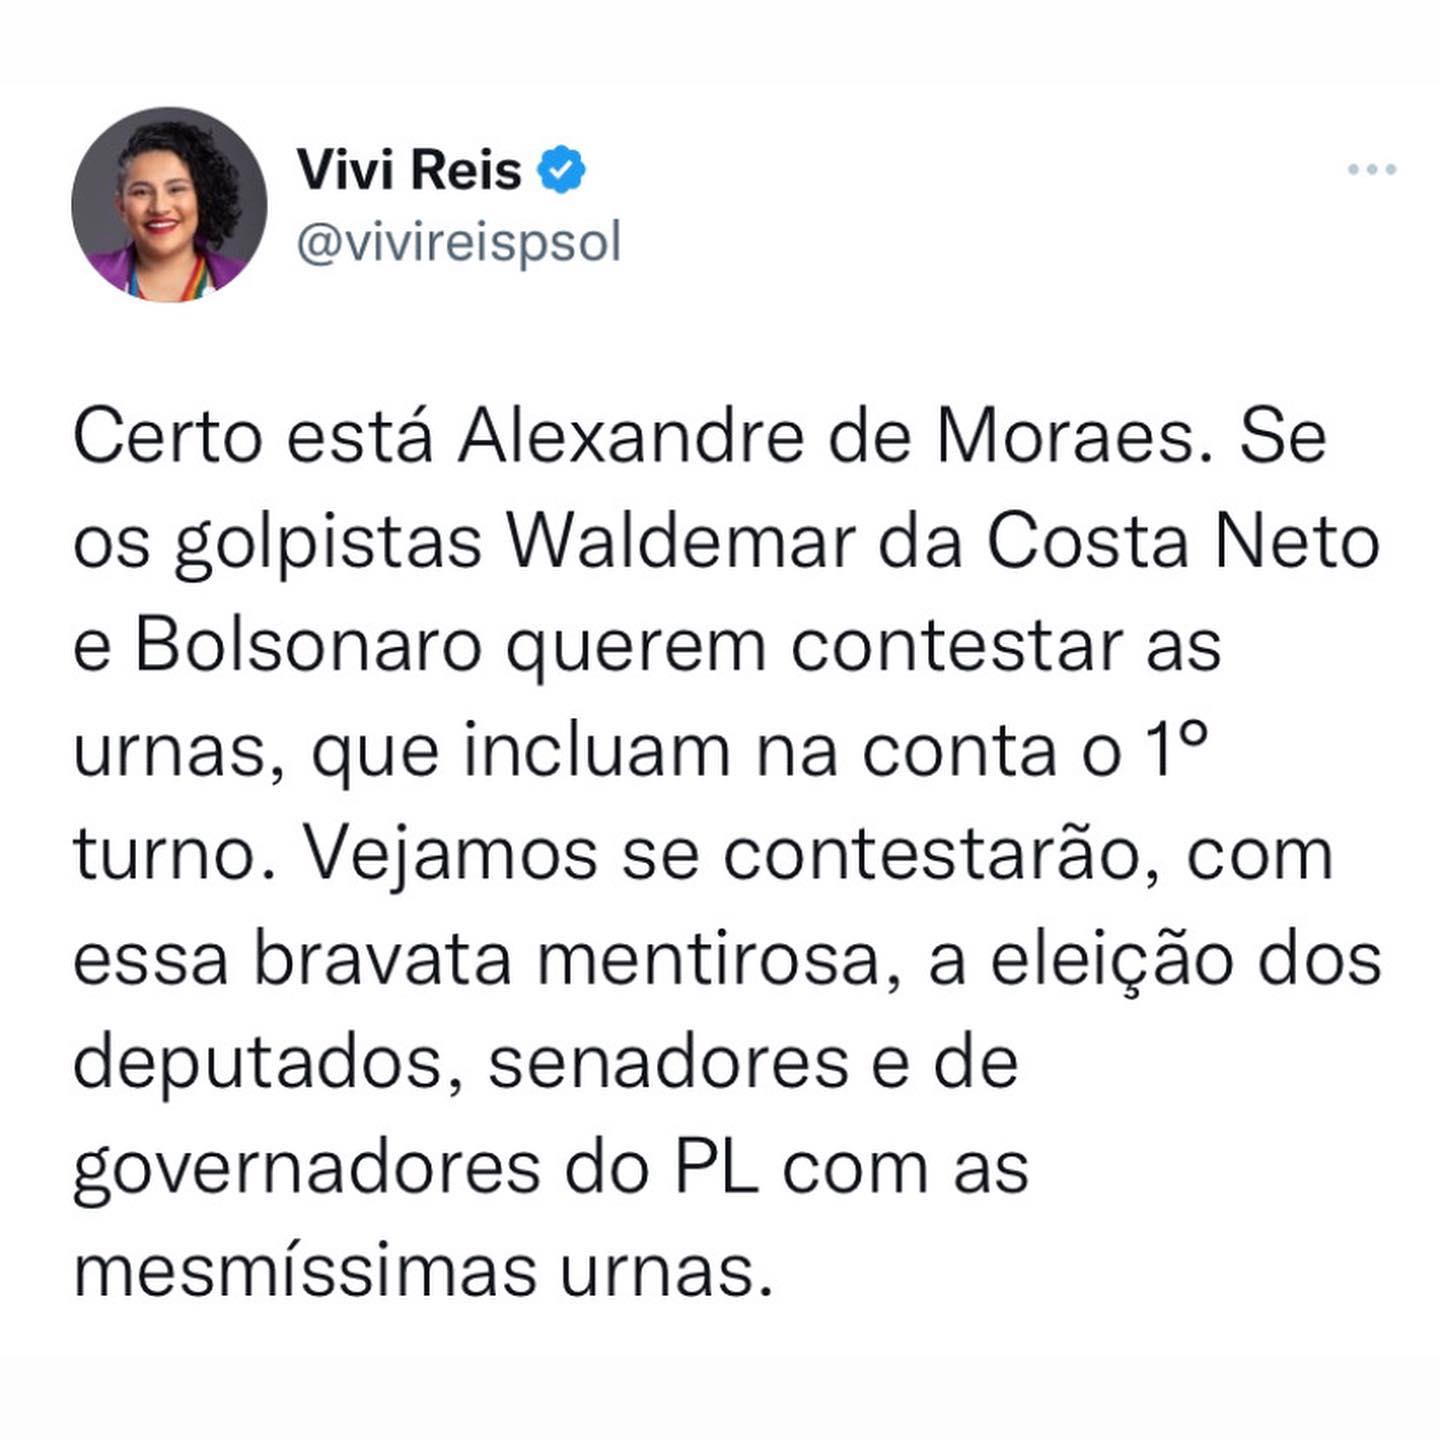 Vivi Reis
@vivireispsol
Certo está Alexandre de Moraes. Se
os golpistas Waldemar da Costa Neto
e Bolsonaro querem contestar as
urnas, que incluam na conta o 1º
turno. Vejamos se contestarão, com
essa bravata mentirosa, a eleição dos
deputados, senadores e de
governadores do PL com as
mesmíssimas urnas.